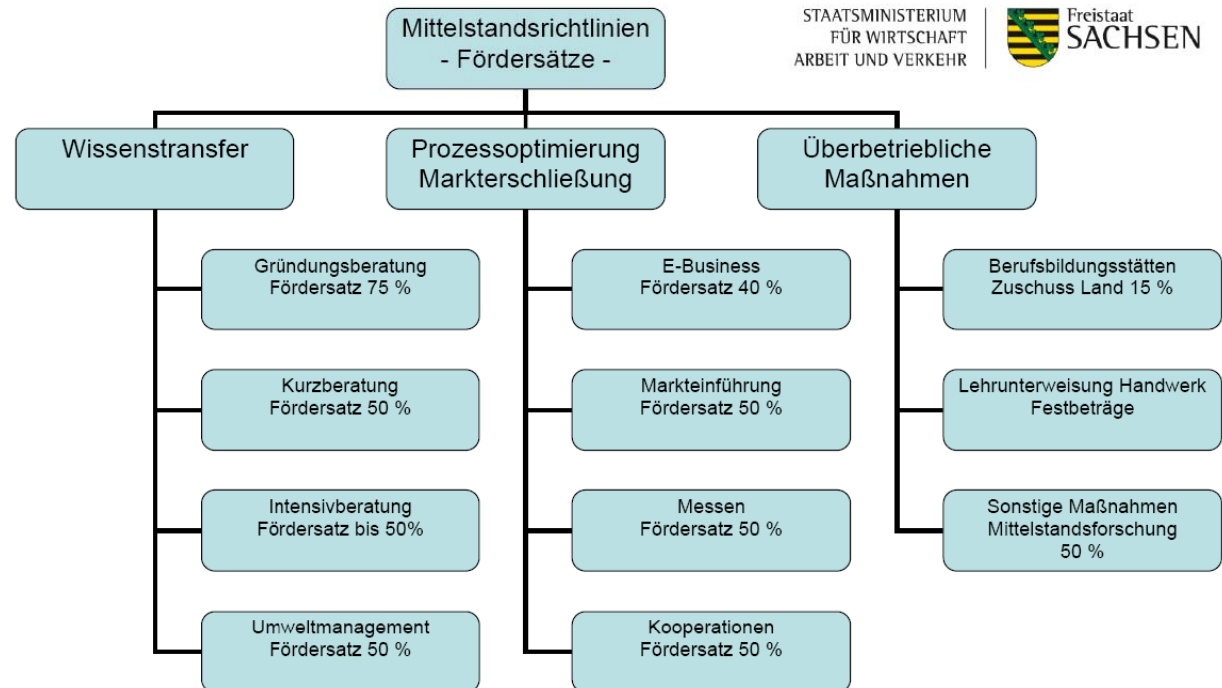 Mittelstandsrichtlinien
- Fördersätze -
STAATSMINISTERIUM
FÜR WIRTSCHAFT
ARBEIT UND VERKEHR
Freistaat
SACHSEN
Wissenstransfer
Prozessoptimierung
Markterschließung
Überbetriebliche
Maßnahmen
Gründungsberatung
Fördersatz 75 %
Kurzberatung
Fördersatz 50 %
Intensivberatung
Fördersatz bis 50%
Umweltmanagement
Fördersatz 50 %
E-Business
Fördersatz 40 %
Markteinführung
Fördersatz 50 %
Messen
Fördersatz 50 %
Kooperationen
Fördersatz 50 %
Berufsbildungsstätten
Zuschuss Land 15 %
Lehrunterweisung Handwerk
Festbeträge
Sonstige Maßnahmen
Mittelstandsforschung
50 %